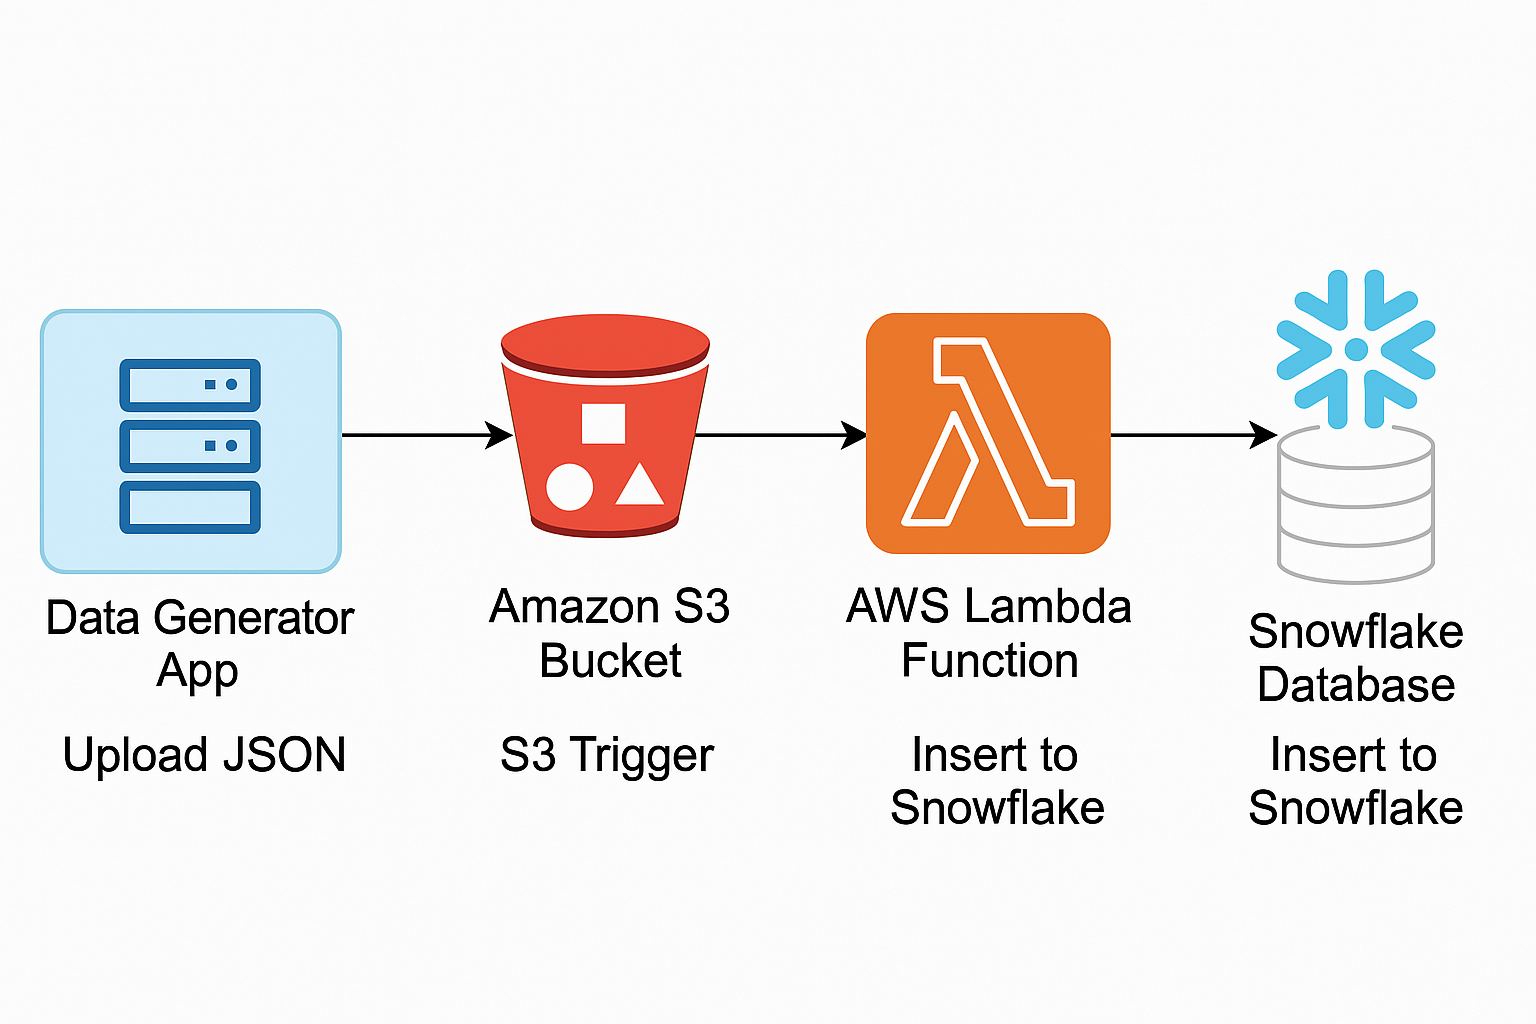 Data Generator
App
Upload JSON
Amazon S3
Bucket
S3 Trigger
AWS Lambda
Function
Insert to
Snowflake
Snowflake
Database
Insert to
Snowflake